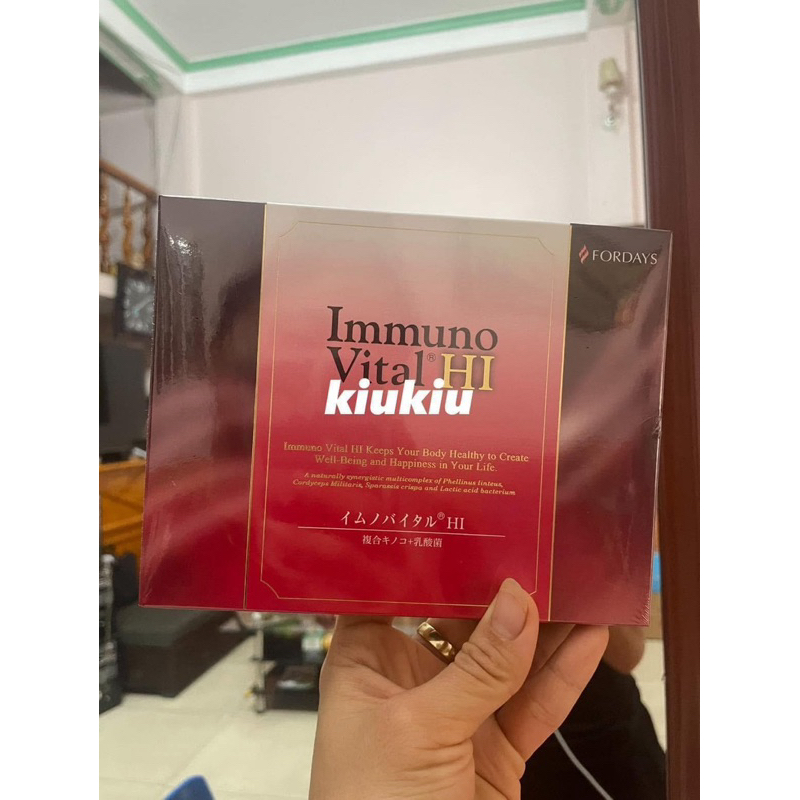 FORDAYS
Immuno
Vital® HI
kiukiu
Immuno Vital HI Keeps Your Body Healthy to Create
Well-Being and Happiness in Your Life.
A naturally synergistic multicomplex of Phellinus linteus,
Cordyceps Militaris, Sparassis crispa and Lactic acid bacterium
イムノバイタル® HI
複合キノコ+乳酸菌